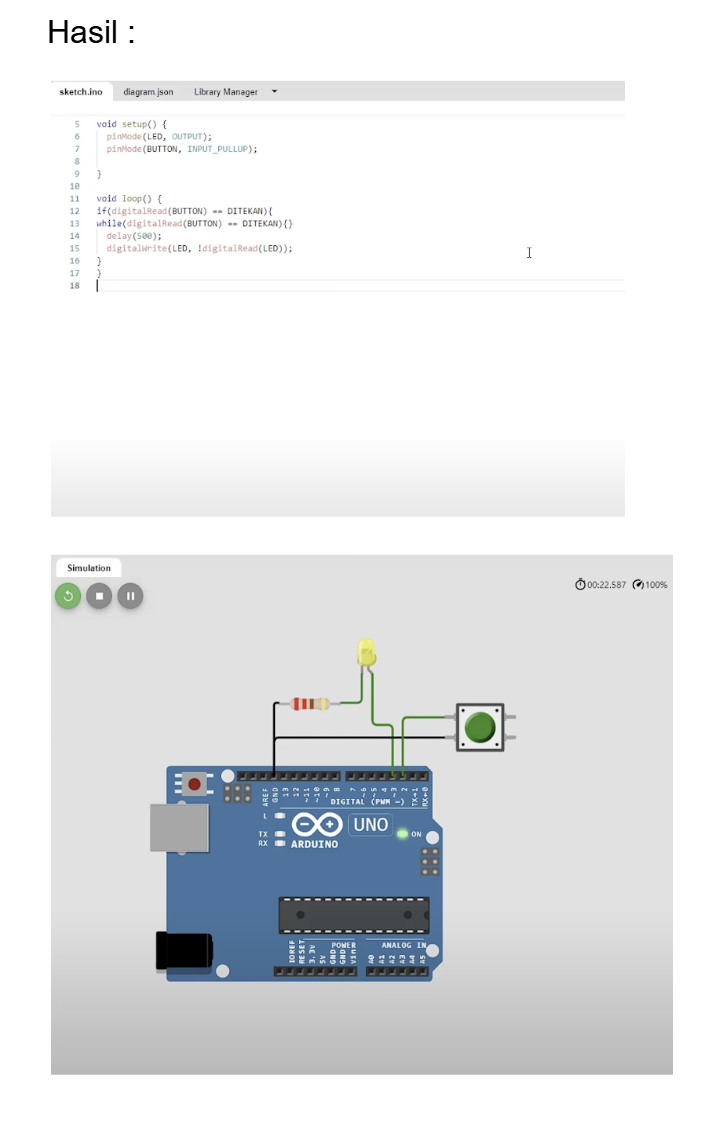 Hasil :
sketch.ino diagram.json Library Manager
5 void setup() {
6 pinMode(LED, OUTPUT);
7 pinMode(BUTTON, INPUT_PULLUP);
8
9 }
10
11 void loop() {
12 if(digitalRead(BUTTON) == DITEKAN){
13 while(digitalRead(BUTTON) == DITEKAN){}
14 delay(500);
15 digitalWrite(LED, !digitalRead(LED));
16 }
17 }
18
Simulation
00:22.587 100%
AREF GND 13 12 ~11 ~10 ~9 8 7 ~6 ~5 4 ~3 2 TX→1 RX←0
DIGITAL (PWM ~)
L
UNO
TX
RX
ARDUINO
ON
POWER ANALOG IN
IOREF RESET 3.3V 5V GND GND Vin A0 A1 A2 A3 A4 A5